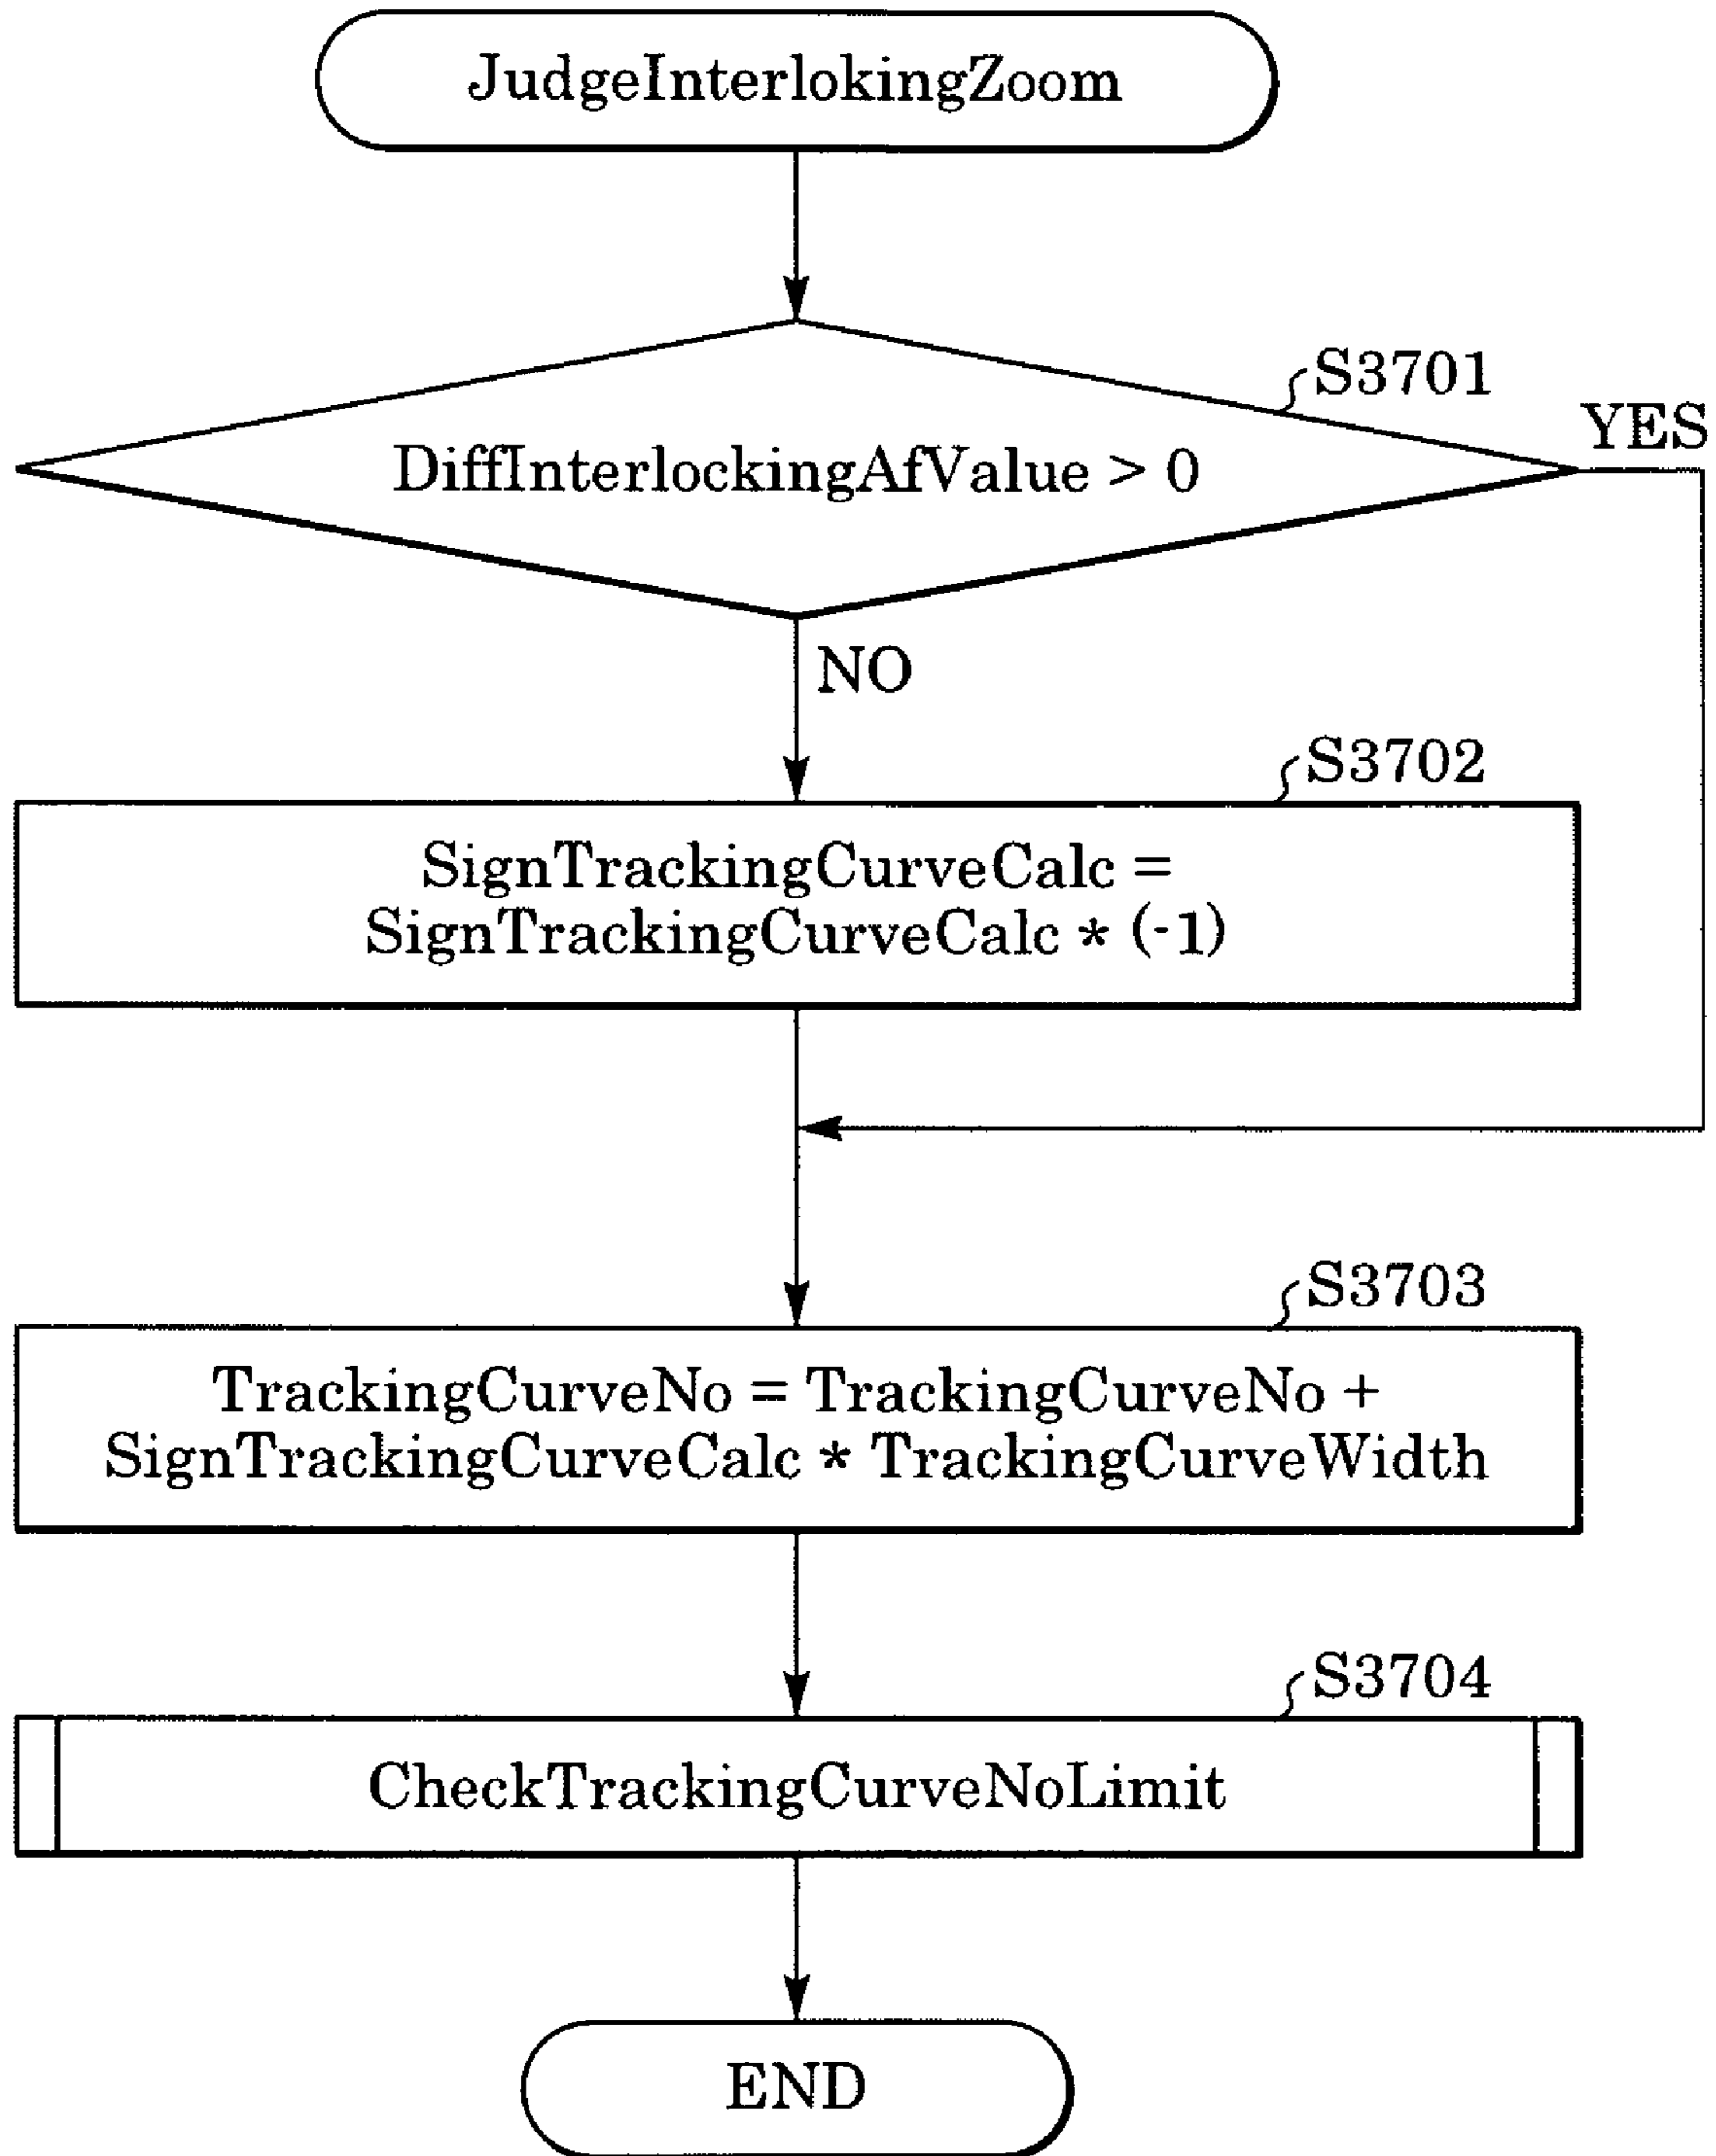 JudgeInterlokingZoom
S3701
YES
DiffInterlockingAfValue > 0
NO
S3702
SignTrackingCurveCalc =
SignTrackingCurveCalc * (-1)
S3703
TrackingCurveNo = TrackingCurveNo +
SignTrackingCurveCalc * TrackingCurveWidth
S3704
CheckTrackingCurveNoLimit
END